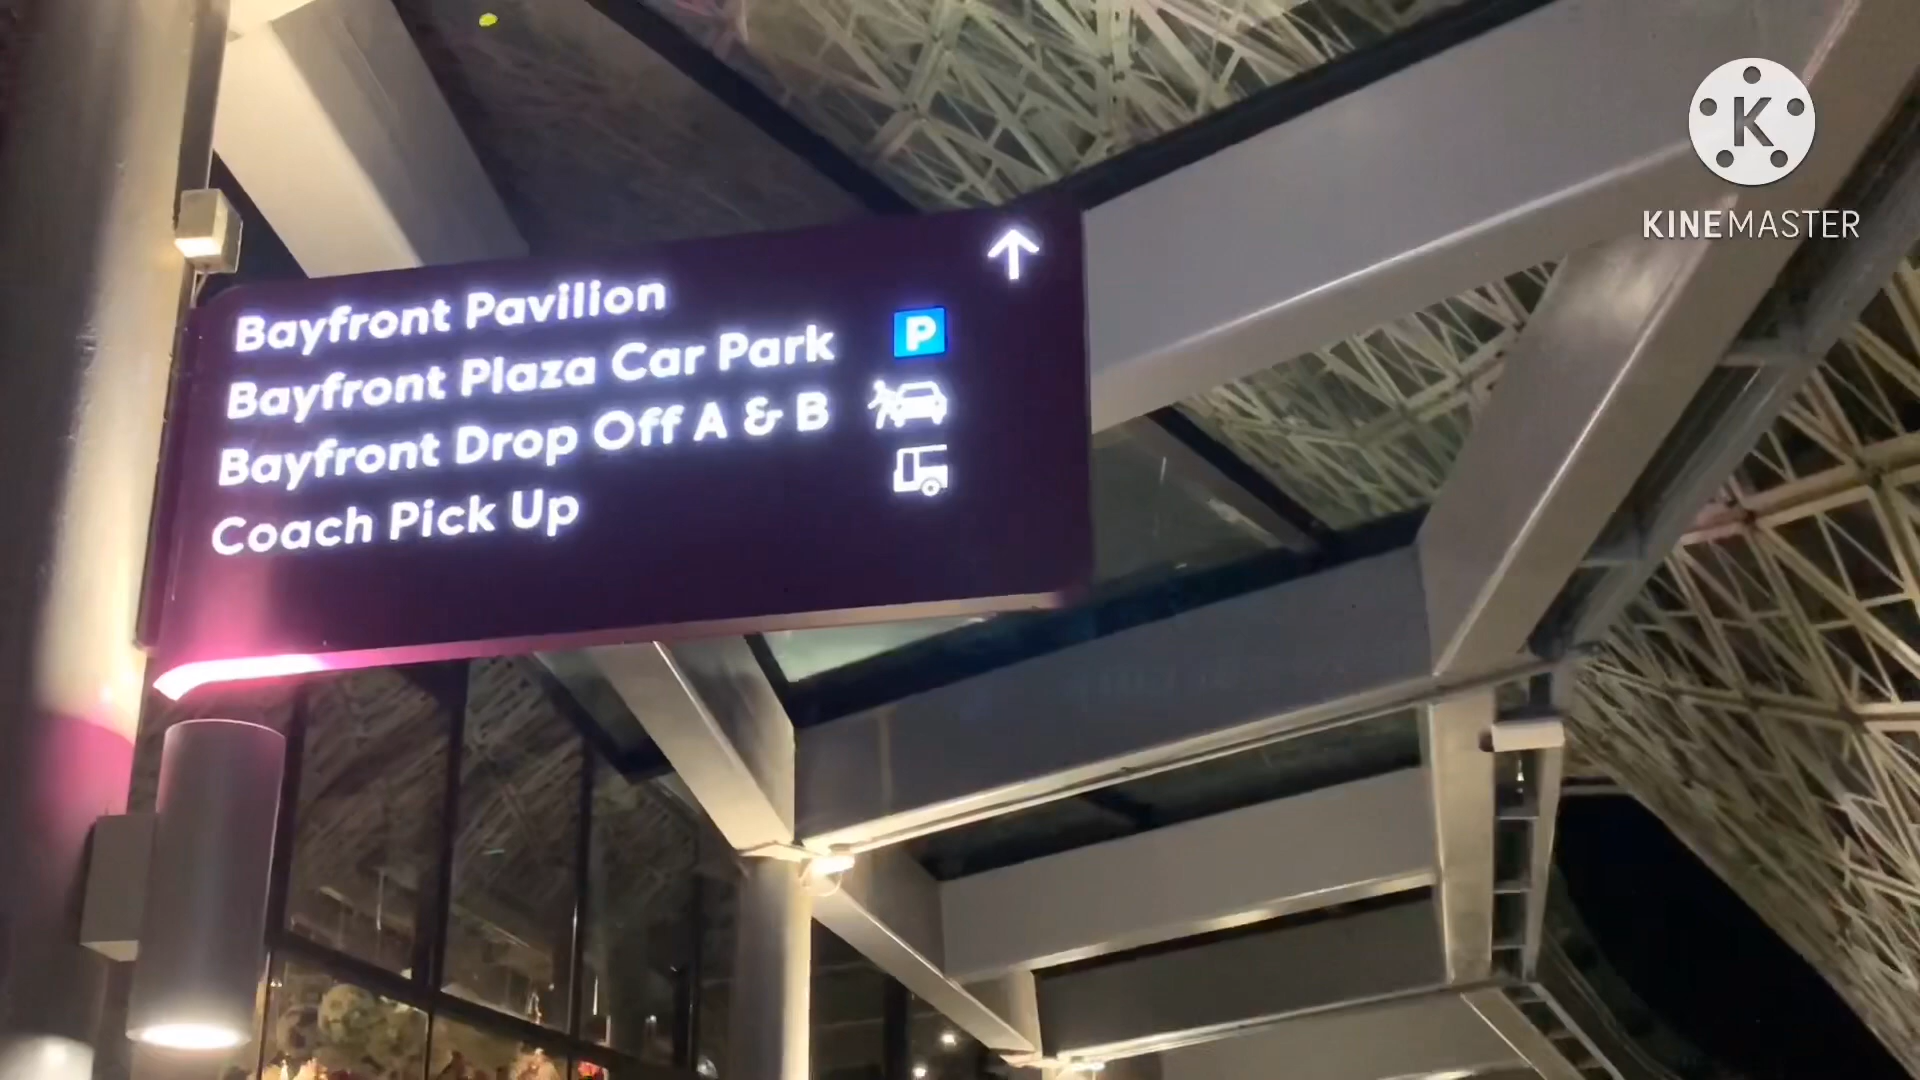 Bayfront Pavilion
Bayfront Plaza Car Park P
Bayfront Drop Off A & B
Coach Pick Up
K
KINEMASTER